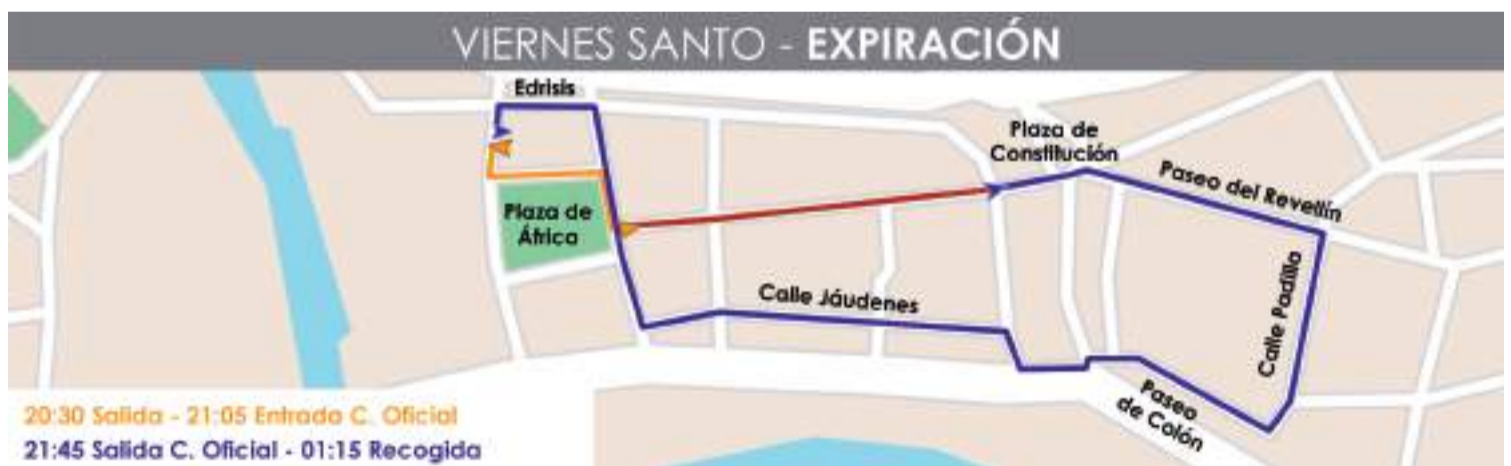 VIERNES SANTO - EXPIRACIÓN
Edrisis
Plaza de
Constitución
Paseo del Revellín
Plaza de
África
Calle Jáudenes
Calle Padilla
Paseo
de Colón
20:30 Salida - 21:05 Entrada C. Oficial
21:45 Salida C. Oficial - 01:15 Recogida